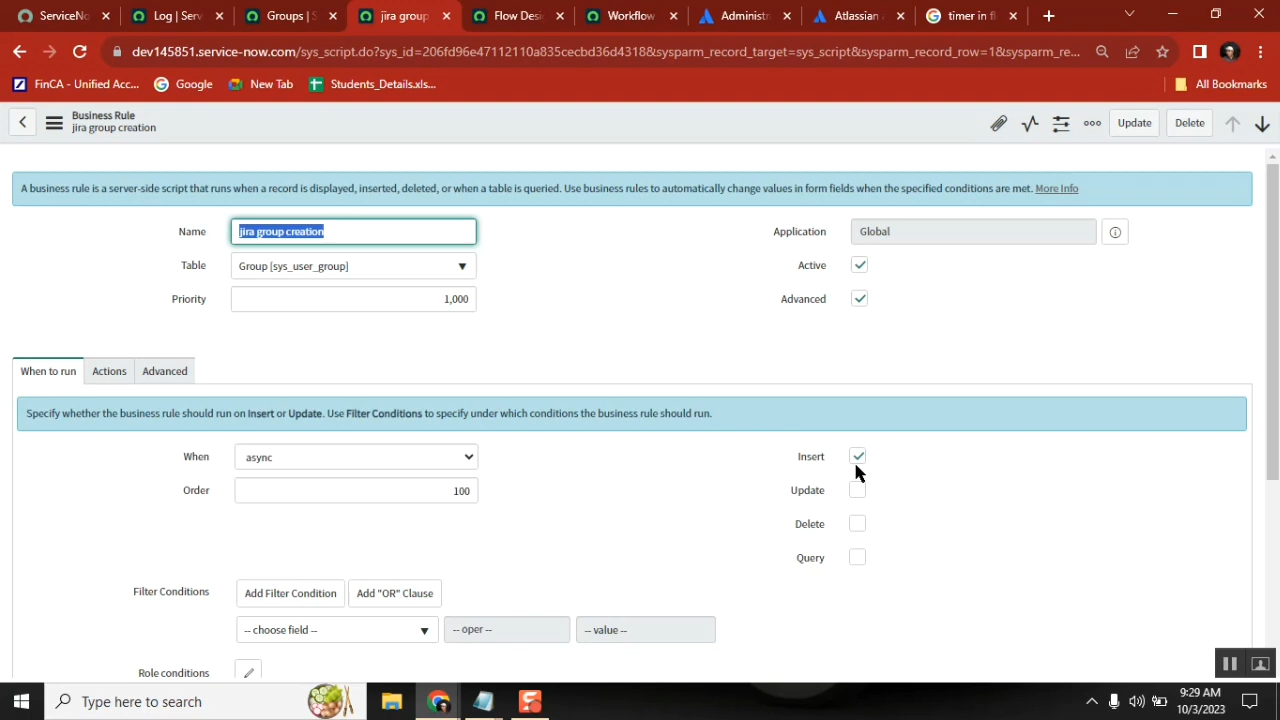 ServiceNo
Log | Serv
Groups | S
jira group
Flow Desi
Workflow
Administr
Atlassian
timer in fl
dev145851.service-now.com/sys_script.do?sys_id=206fd96e47112110a835cecbd36d4318&sysparm_record_target=sys_script&sysparm_record_row=1&sysparm_re...
FinCA - Unified Acc...
Google
New Tab
Students_Details.xls...
All Bookmarks
Business Rule
jira group creation
Update
Delete
A business rule is a server-side script that runs when a record is displayed, inserted, deleted, or when a table is queried. Use business rules to automatically change values in form fields when the specified conditions are met. More Info
Name
jira group creation
Application
Global
Table
Group [sys_user_group]
Active
Priority
1,000
Advanced
When to run
Actions
Advanced
Specify whether the business rule should run on Insert or Update. Use Filter Conditions to specify under which conditions the business rule should run.
When
async
Insert
Order
100
Update
Delete
Query
Filter Conditions
Add Filter Condition
Add "OR" Clause
-- choose field --
-- oper --
-- value --
Role conditions
Type here to search
9:29 AM
10/3/2023